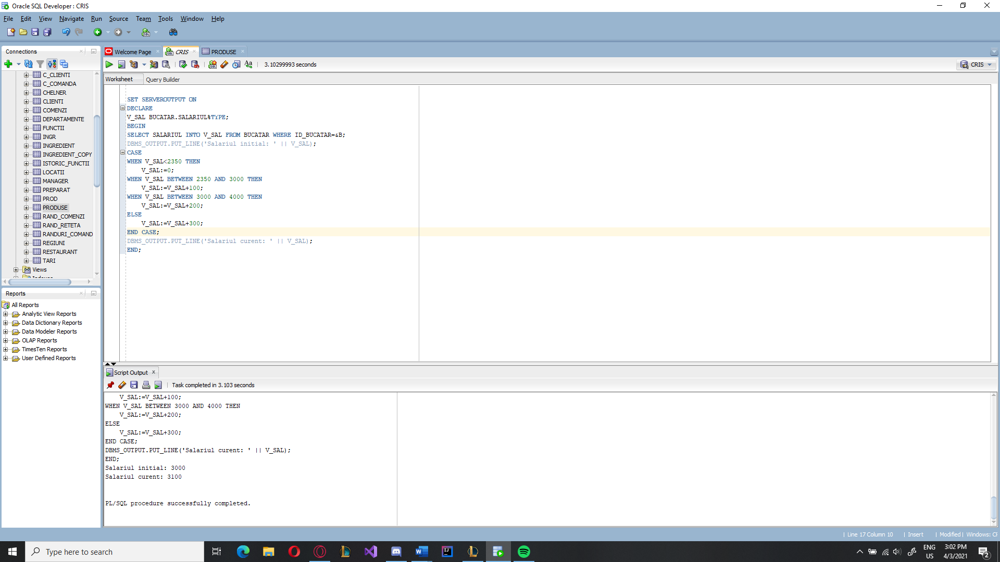 Oracle SQL Developer : CRIS
File Edit View Navigate Run Source Team Tools Window Help
Connections
Welcome Page
CRIS
PRODUSE
3.10299993 seconds
CRIS
Worksheet
Query Builder
C_CLIENTI
C_COMANDA
CHELNER
CLIENTI
COMENZI
DEPARTAMENTE
FUNCTII
INGR
INGREDIENT
INGREDIENT_COPY
ISTORIC_FUNCTII
LOCATII
MANAGER
PREPARAT
PROD
PRODUSE
RAND_COMENZI
RAND_RETETA
RANDURI_COMAND
REGIUNI
RESTAURANT
TARI
Views
SET SERVEROUTPUT ON
DECLARE
V_SAL BUCATAR.SALARIUL%TYPE;
BEGIN
SELECT SALARIUL INTO V_SAL FROM BUCATAR WHERE ID_BUCATAR=&B;
DBMS_OUTPUT.PUT_LINE('Salariul initial: ' || V_SAL);
CASE
WHEN V_SAL<2350 THEN
    V_SAL:=0;
WHEN V_SAL BETWEEN 2350 AND 3000 THEN
    V_SAL:=V_SAL+100;
WHEN V_SAL BETWEEN 3000 AND 4000 THEN
    V_SAL:=V_SAL+200;
ELSE
    V_SAL:=V_SAL+300;
END CASE;
DBMS_OUTPUT.PUT_LINE('Salariul curent: ' || V_SAL);
END;
Reports
All Reports
Analytic View Reports
Data Dictionary Reports
Data Modeler Reports
OLAP Reports
TimesTen Reports
User Defined Reports
Script Output
Task completed in 3.103 seconds
    V_SAL:=V_SAL+100;
WHEN V_SAL BETWEEN 3000 AND 4000 THEN
    V_SAL:=V_SAL+200;
ELSE
    V_SAL:=V_SAL+300;
END CASE;
DBMS_OUTPUT.PUT_LINE('Salariul curent: ' || V_SAL);
END;
Salariul initial: 3000
Salariul curent: 3100
PL/SQL procedure successfully completed.
Line 17 Column 10 | Insert | Modified | Windows: CF
Type here to search
ENG
US
3:02 PM
4/3/2021
2